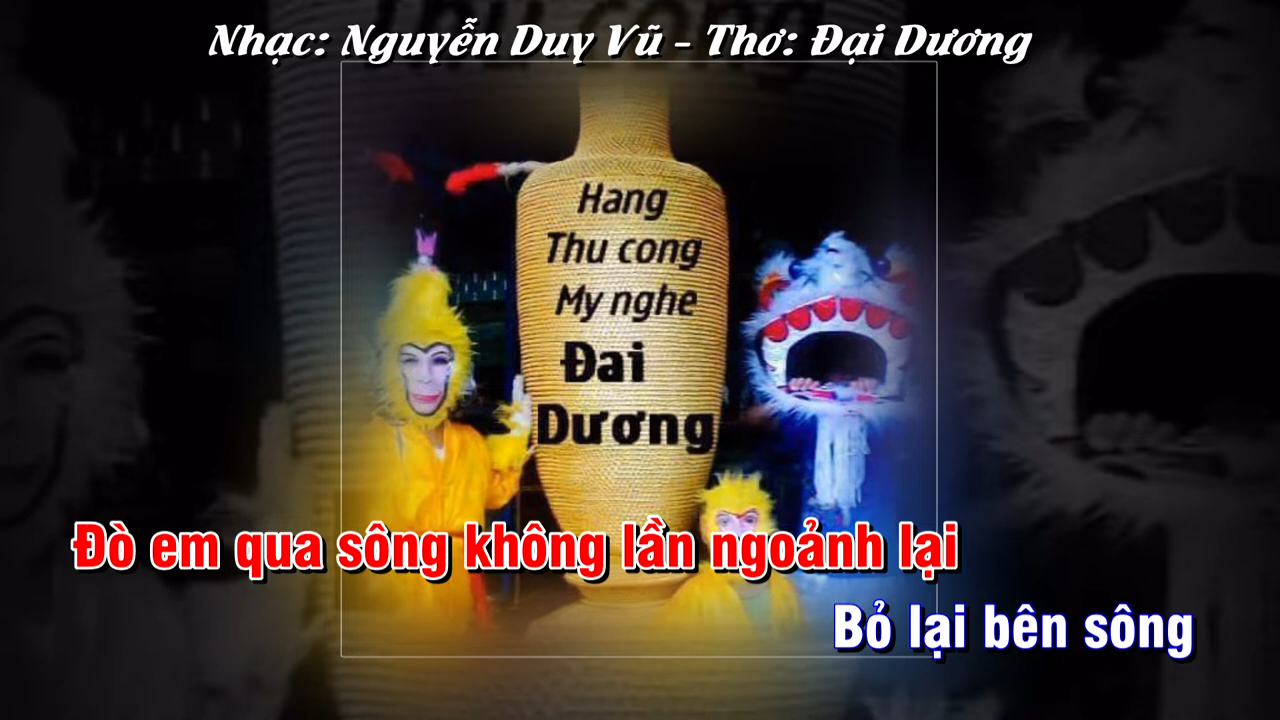 Nhạc: Nguyễn Duy Vũ - Thơ: Đại Dương
Hang
Thu cong
My nghe
Đai
Dương
Đò em qua sông không lần ngoảnh lại
Bỏ lại bên sông